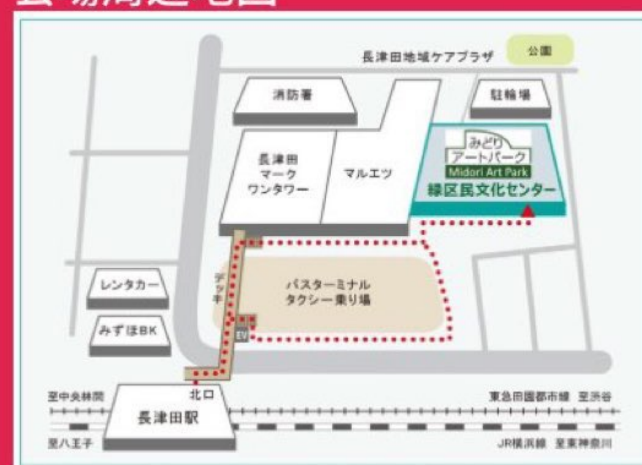 会場周辺地図
長津田地域ケアプラザ
公園
消防署
駐輪場
みどり
アートパーク
Midori Art Park
緑区民文化センター
長津田
マーク
ワンタワー
マルエツ
デッキ
バスターミナル
タクシー乗り場
EV
レンタカー
みずほBK
北口
至中央林間
東急田園都市線 至渋谷
長津田駅
至八王子
JR横浜線 至東神奈川